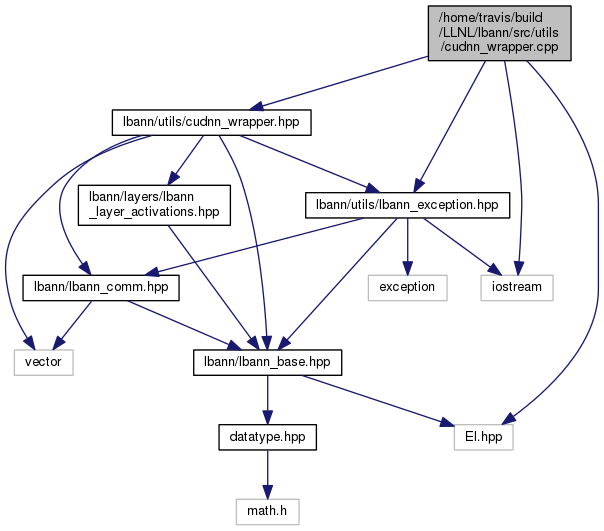 /home/travis/build
/LLNL/lbann/src/utils
/cudnn_wrapper.cpp
lbann/utils/cudnn_wrapper.hpp
lbann/layers/lbann
_layer_activations.hpp
lbann/utils/lbann_exception.hpp
lbann/lbann_comm.hpp
exception
iostream
vector
lbann/lbann_base.hpp
datatype.hpp
El.hpp
math.h